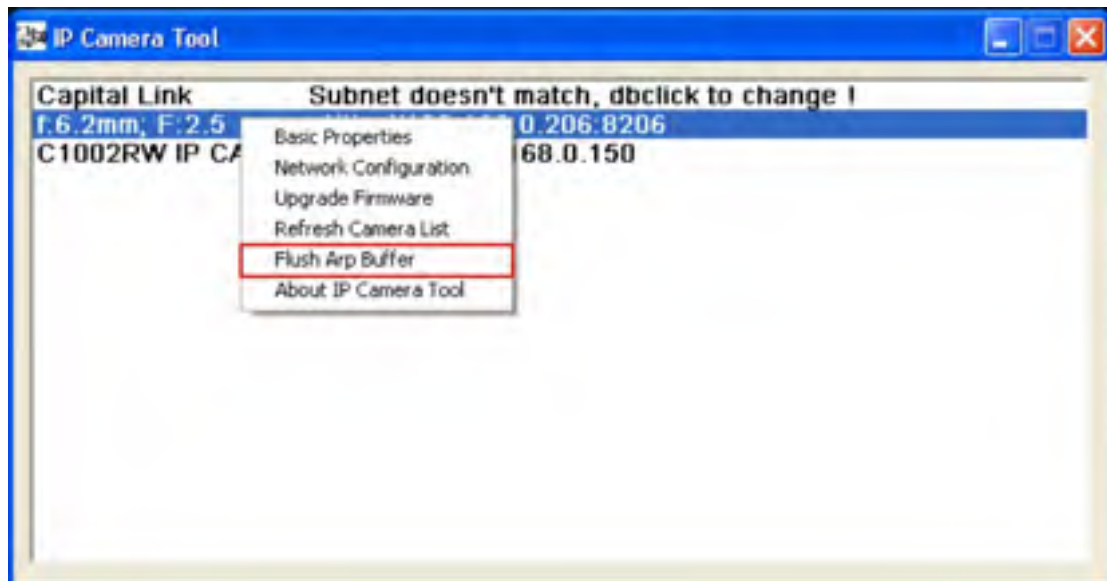 IP Camera Tool
Capital Link Subnet doesn't match, dbclick to change !
f:6.2mm; F:2.5 0.206:8206
C1002RW IP CA 168.0.150
Basic Properties
Network Configuration
Upgrade Firmware
Refresh Camera List
Flush Arp Buffer
About IP Camera Tool